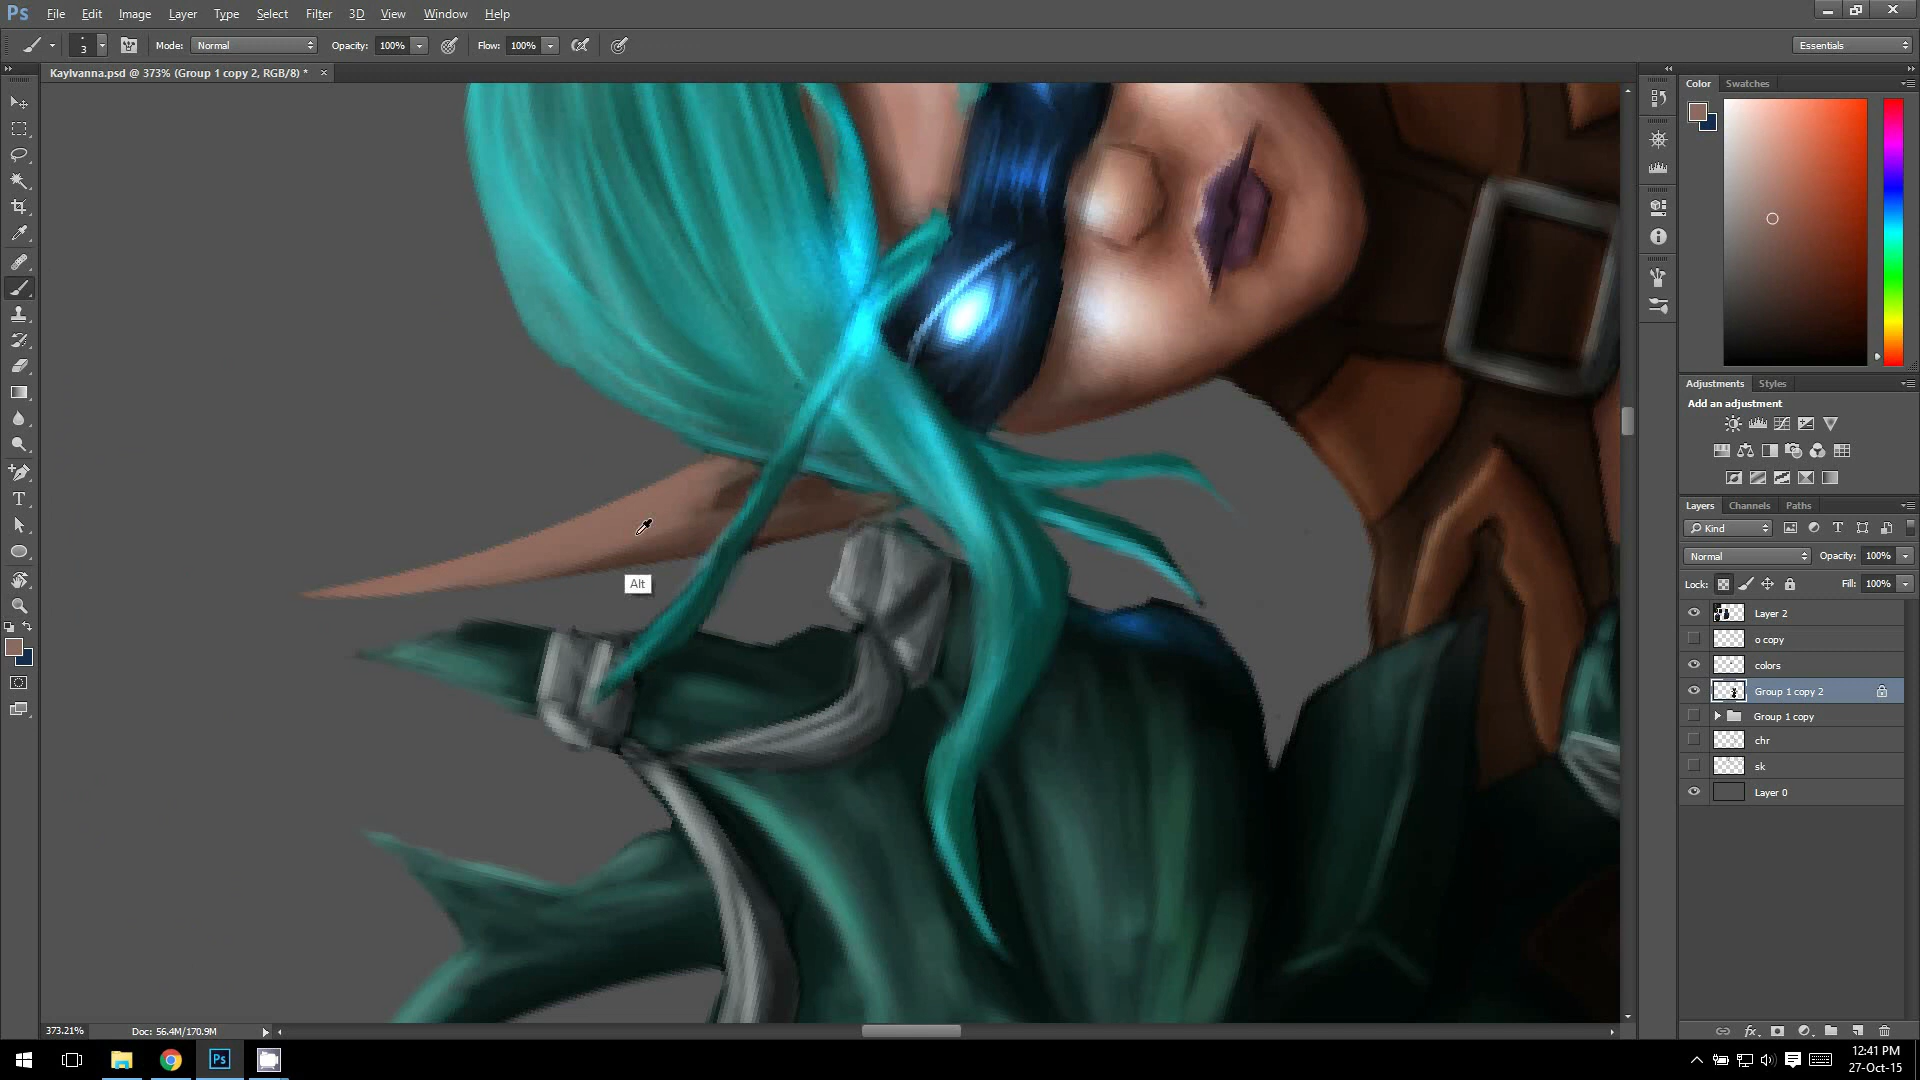 Ps File Edit Image Layer Type Select Filter 3D View Window Help
3 Mode: Normal Opacity: 100% Flow: 100% Essentials
Kaylvanna.psd @ 373% (Group 1 copy 2, RGB/8) * ×
Color Swatches
Adjustments Styles
Add an adjustment
Layers Channels Paths
Kind T
Normal Opacity: 100%
Lock: Fill: 100%
Layer 2
o copy
colors
Group 1 copy 2
Group 1 copy
chr
sk
Layer 0
Alt
T
373.21% Doc: 56.4M/170.9M
fx
Ps
12:41 PM
27-Oct-15